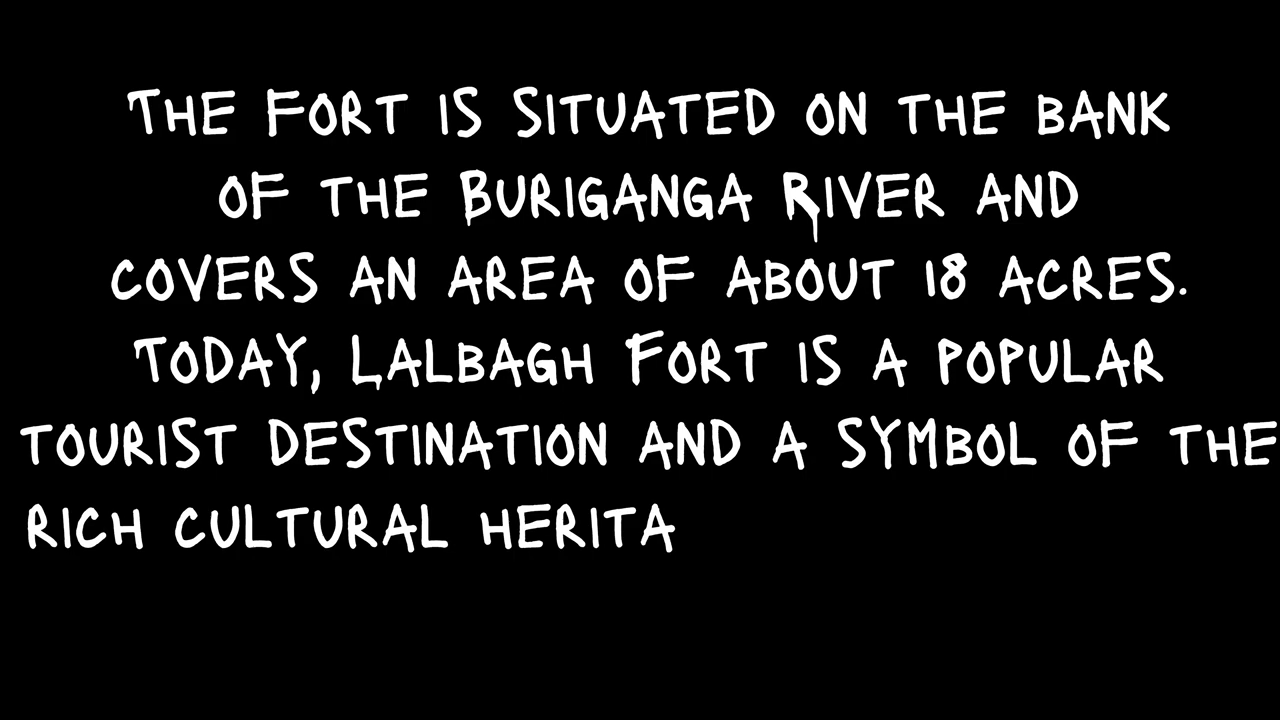 THE FORT IS SITUATED ON THE BANK
OF THE BURIGANGA RIVER AND
COVERS AN AREA OF ABOUT 18 ACRES.
TODAY, LALBAGH FORT IS A POPULAR
TOURIST DESTINATION AND A SYMBOL OF THE
RICH CULTURAL HERITA